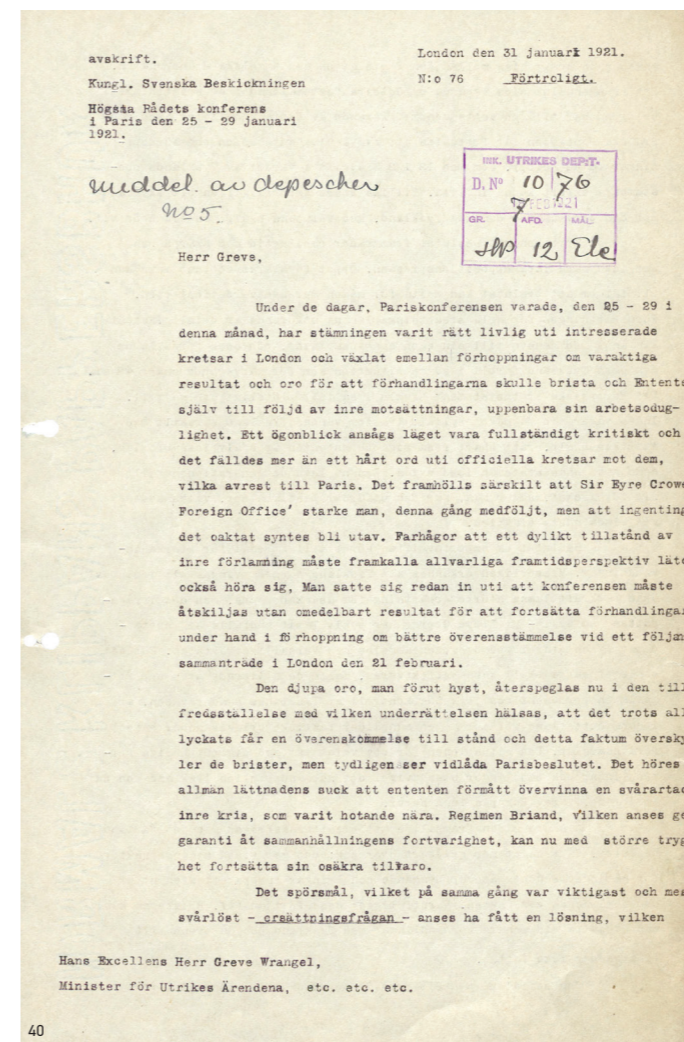 avskrift.
London den 31 januari 1921.
Kungl. Svenska Beskickningen
N:o 76 Förtroligt.
Högsta Rådets konferens
i Paris den 25 - 29 januari
1921.
meddel. av depescher
No 5.
INK. UTRIKES DEP:T.
D. No 10 76
7 FEB 1921
GR. AFD. MÅL
HP 12 Ele
Herr Greve,
Under de dagar, Pariskonferensen varade, den 25 - 29 i
denna månad, har stämningen varit rätt livlig uti intresserade
kretsar i London och växlat emellan förhoppningar om varaktiga
resultat och oro för att förhandlingarna skulle brista och Entente
själv till följd av inre motsättningar, uppenbara sin arbetsodug-
lighet. Ett ögonblick ansågs läget vara fullständigt kritiskt och
det fälldes mer än ett hårt ord uti officiella kretsar mot dem,
vilka avrest till Paris. Det framhölls särskilt att Sir Eyre Crowe
Foreign Office' starke man, denna gång medföljt, men att ingenting
det oaktat syntes bli utav. Farhågor att ett dylikt tillstånd av
inre förlamning måste framkalla allvarliga framtidsperspektiv läto
också höra sig, Man satte sig redan in uti att konferensen måste
åtskiljas utan omedelbart resultat för att fortsätta förhandlingar
under hand i förhoppning om bättre överensstämmelse vid ett följan
sammanträde i London den 21 februari.
Den djupa oro, man förut hyst, återspeglas nu i den till
fredsställelse med vilken underrättelsen hälsas, att det trots all
lyckats får en överenskommelse till stånd och detta faktum översky
ler de brister, men tydligen ser vidlåda Parisbeslutet. Det höres
allmän lättnadens suck att ententen förmått övervinna en svårartad
inre kris, som varit hotande nära. Regimen Briand, vilken anses ge
garanti åt sammanhållningens fortvarighet, kan nu med större tryg
het fortsätta sin osäkra tillvaro.
Det spörsmål, vilket på samma gång var viktigast och mes
svårlöst - ersättningsfrågan - anses ha fått en lösning, vilken
Hans Excellens Herr Greve Wrangel,
Minister för Utrikes Ärendena, etc. etc. etc.
40